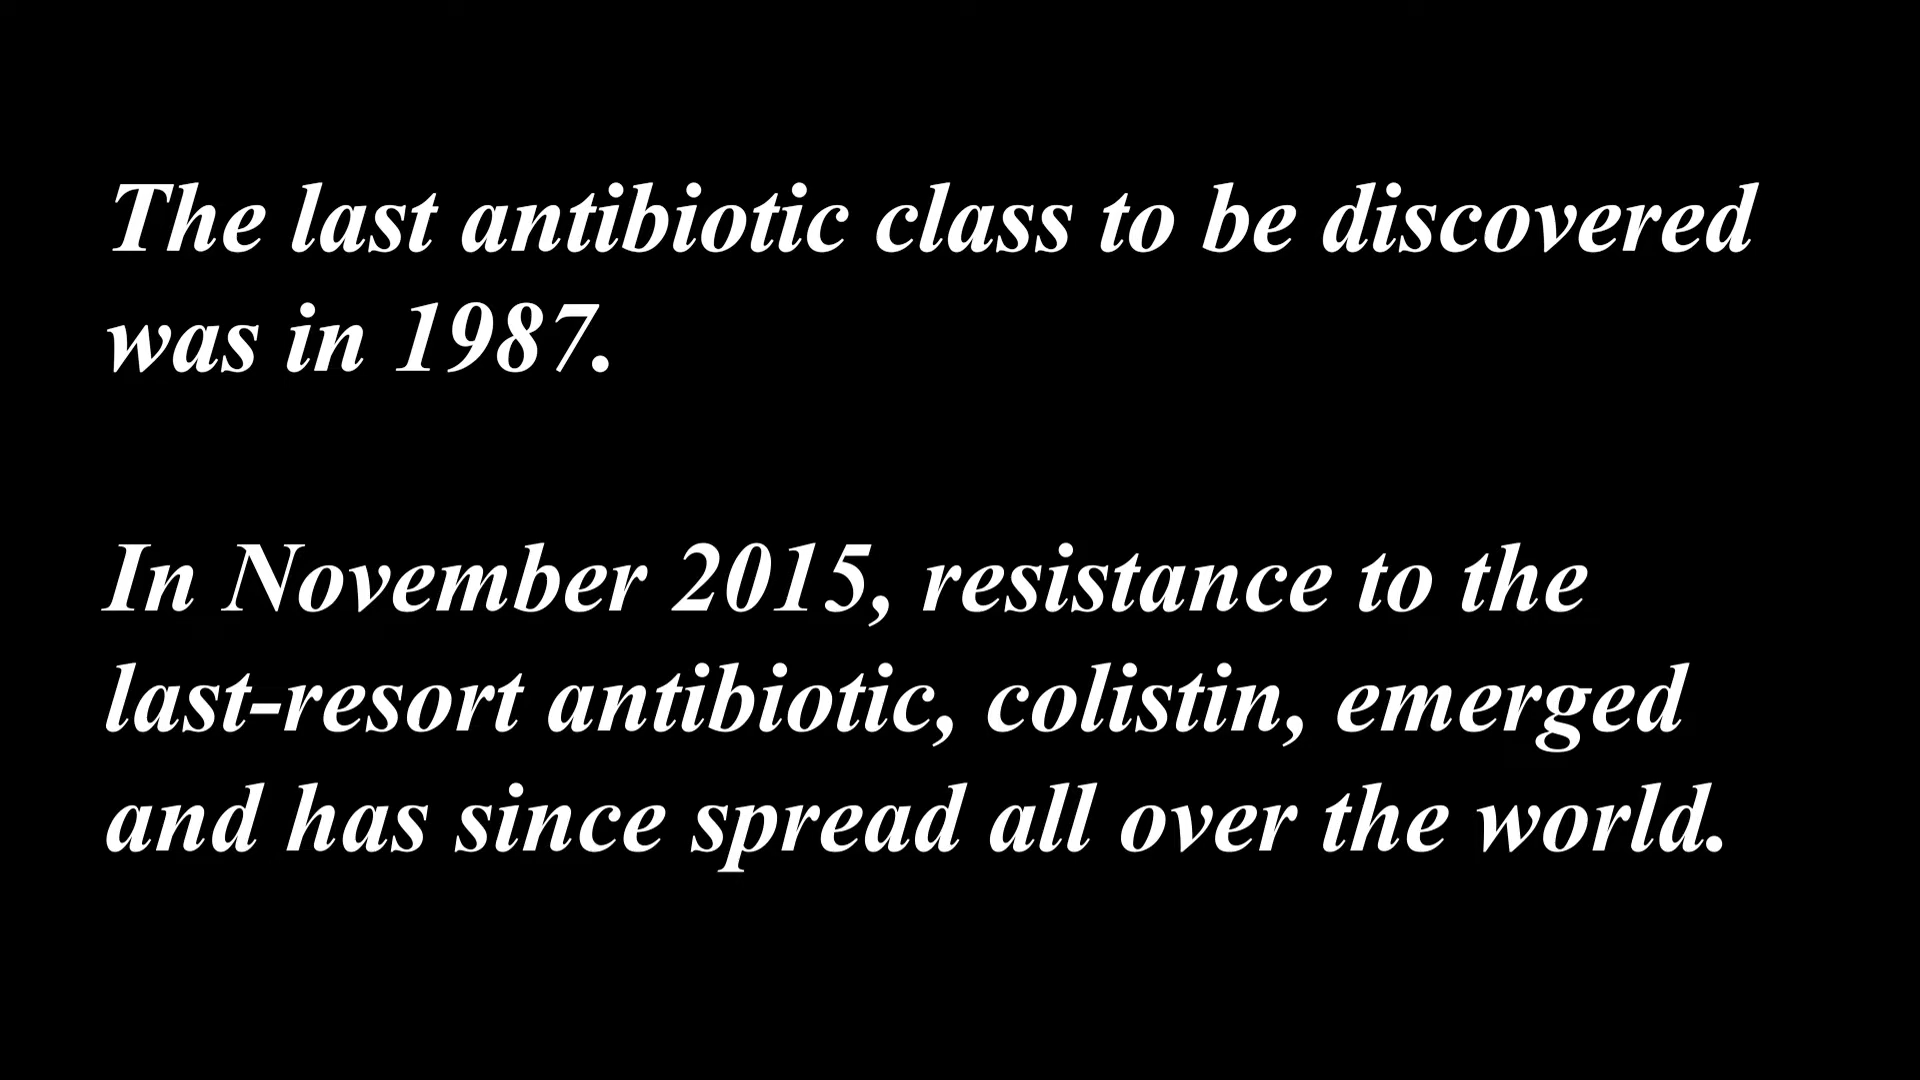 The last antibiotic class to be discovered
was in 1987.
In November 2015, resistance to the
last-resort antibiotic, colistin, emerged
and has since spread all over the world.